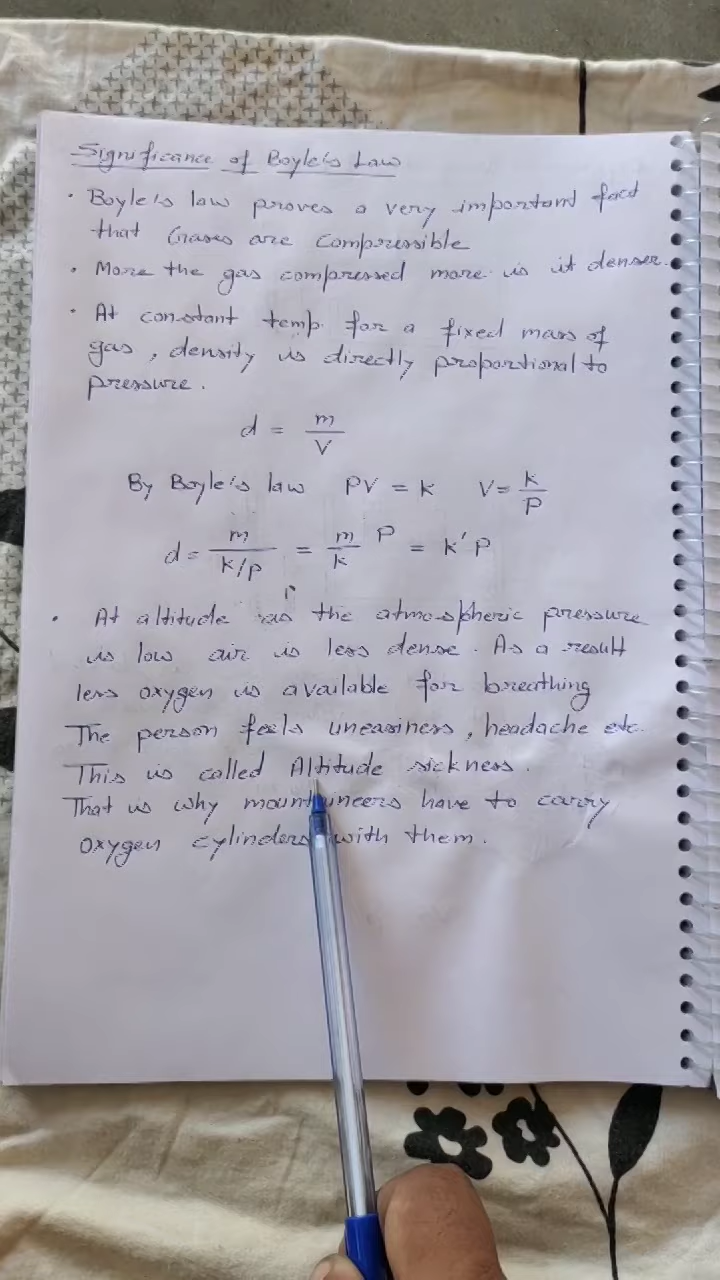 Significance of Boyle's Law
• Boyle's law proves a very important fact
that Gases are compressible
• More the gas compressed more is it denser.
• At constant temp. for a fixed mass of
gas, density is directly proportional to
pressure.
d = m/V
By Boyle's law PV = k V = k/P
d = m/(k/P) = m/k P = k'P
• At altitude as the atmospheric pressure
is low air is less dense. As a result
less oxygen is available for breathing
The person feels uneasiness, headache etc.
This is called Altitude sickness.
That is why mountaineers have to carry
oxygen cylinders with them.